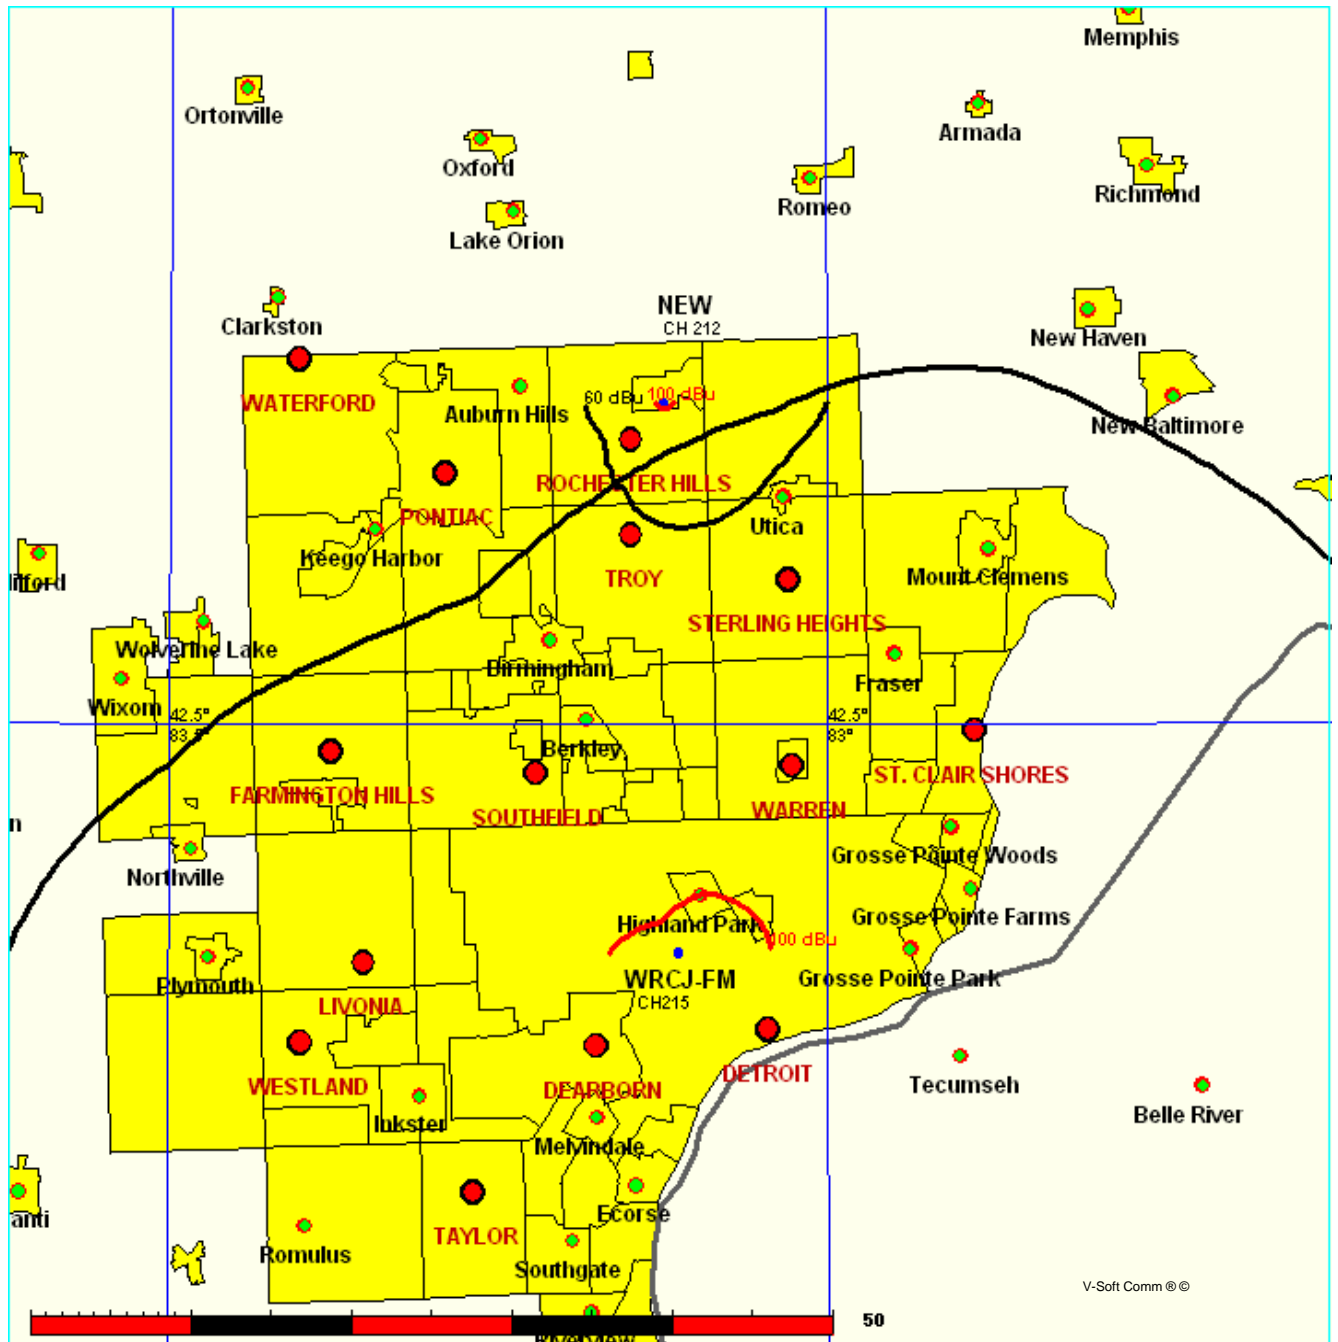 Memphis
Ortonville
Armada
Oxford
Richmond
Romeo
Lake Orion
NEW
CH 212
Clarkston
New Haven
WATERFORD
Auburn Hills
60 dBu
100 dBu
New Baltimore
ROCHESTER HILLS
PONTIAC
Utica
Keego Harbor
TROY
Mount Clemens
STERLING HEIGHTS
Wolverine Lake
Birmingham
Fraser
Wixom
42.5°
83.5°
42.5°
83°
Berkley
ST. CLAIR SHORES
FARMINGTON HILLS
SOUTHFIELD
WARREN
n
Grosse Pointe Woods
Northville
Highland Park
Grosse Pointe Farms
100 dBu
WRCJ-FM
CH215
Grosse Pointe Park
Plymouth
LIVONIA
WESTLAND
DEARBORN
DETROIT
Tecumseh
Belle River
Inkster
Melvindale
anti
Ecorse
TAYLOR
Romulus
Southgate
V-Soft Comm ® ©
50